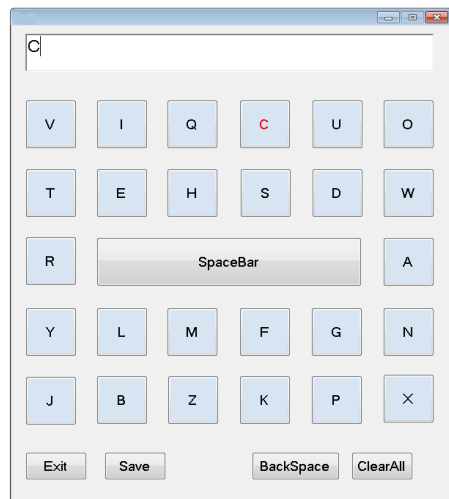 C
V I Q C U O
T E H S D W
R SpaceBar A
Y L M F G N
J B Z K P X
Exit Save BackSpace ClearAll